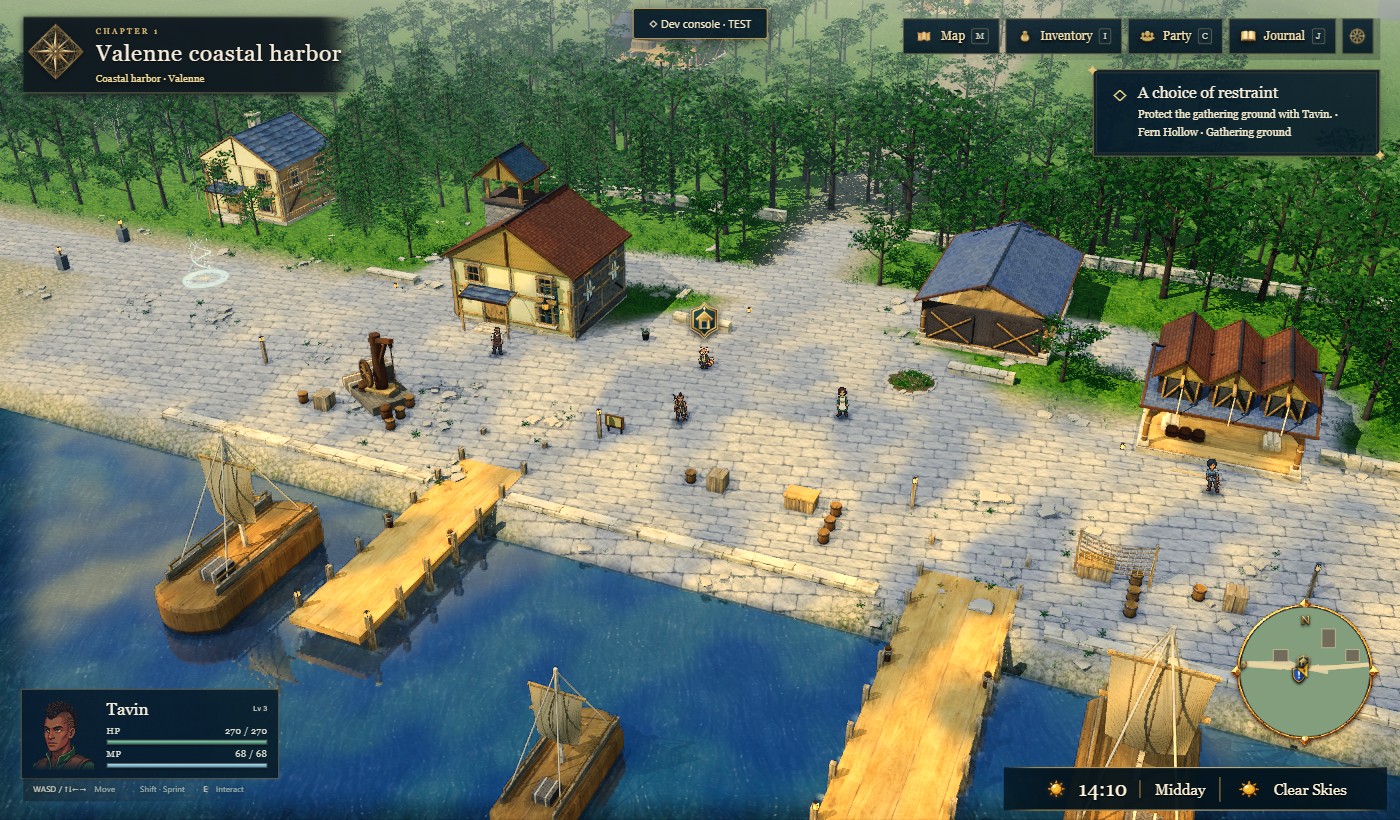 CHAPTER 1
Valenne coastal harbor
Coastal harbor · Valenne
◇ Dev console · TEST
Map M
Inventory I
Party C
Journal J
A choice of restraint
Protect the gathering ground with Tavin. ·
Fern Hollow · Gathering ground
N
Tavin Lv 3
HP 270 / 270
MP 68 / 68
WASD / ↑↓←→ Move Shift · Sprint E Interact
14:10 Midday Clear Skies